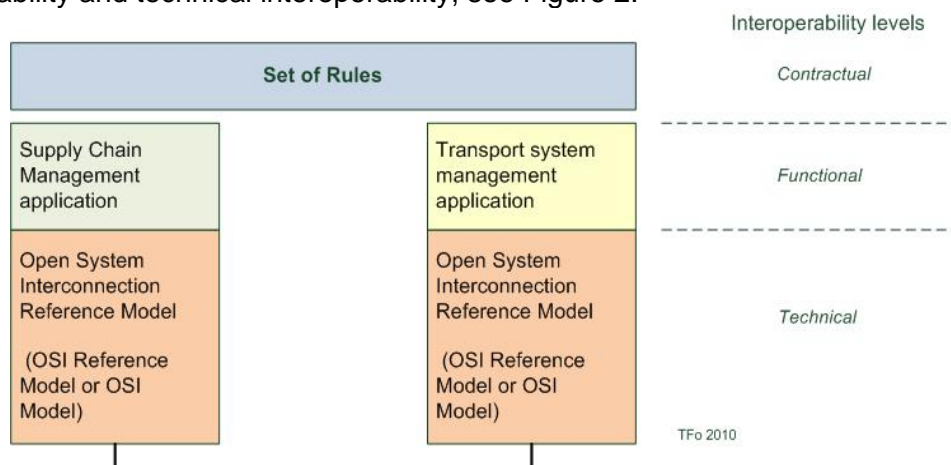 ability and technical interoperability, see Figure 2.
Interoperability levels
Set of Rules
Contractual
Supply Chain
Management
application
Transport system
management
application
Functional
Open System
Interconnection
Reference Model
(OSI Reference
Model or OSI
Model)
Open System
Interconnection
Reference Model
(OSI Reference
Model or OSI
Model)
Technical
TFo 2010